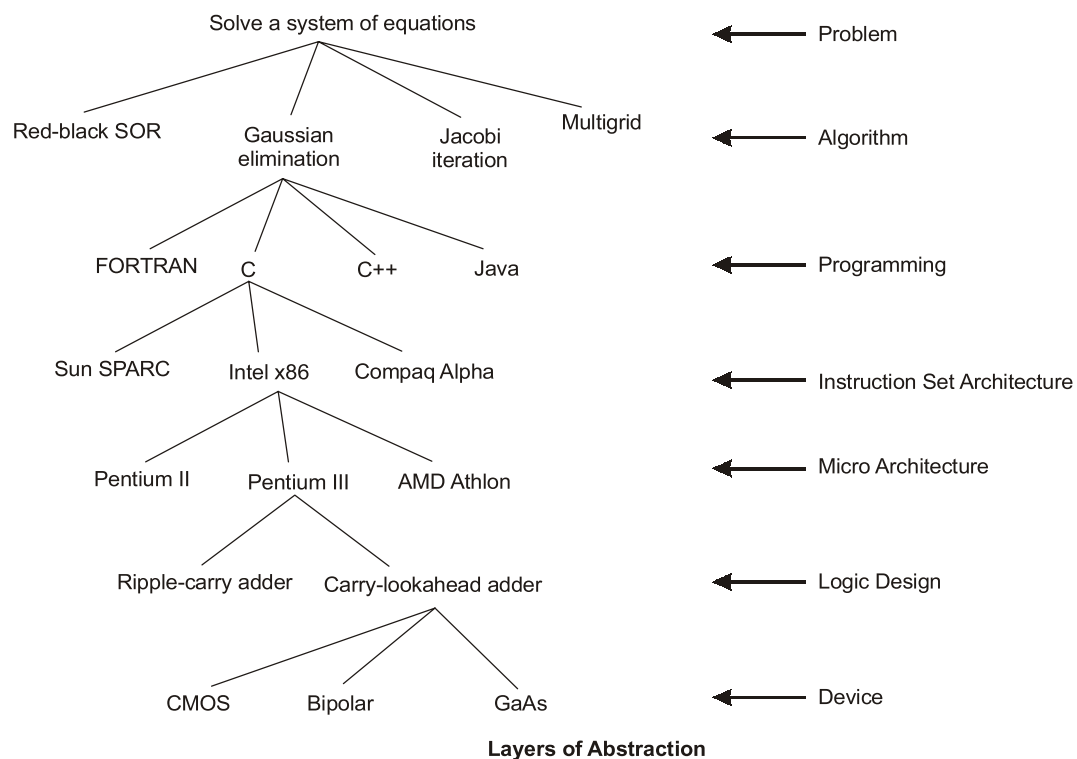 Solve a system of equations
Problem
Red-black SOR
Gaussian
elimination
Jacobi
iteration
Multigrid
Algorithm
FORTRAN
C
C++
Java
Programming
Sun SPARC
Intel x86
Compaq Alpha
Instruction Set Architecture
Pentium II
Pentium III
AMD Athlon
Micro Architecture
Ripple-carry adder
Carry-lookahead adder
Logic Design
CMOS
Bipolar
GaAs
Device
Layers of Abstraction